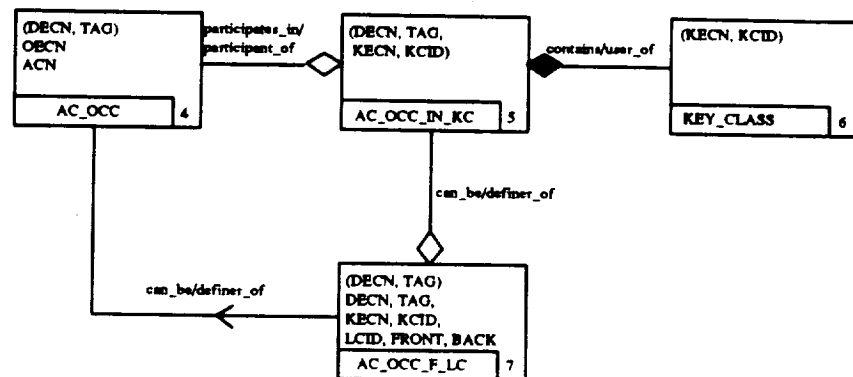 (DECN, TAG)
OECN
ACN
AC_OCC
4
participates_in/
participant_of
(DECN, TAG,
KECN, KCID)
AC_OCC_IN_KC
5
contains/user_of
(KECN, KCID)
KEY_CLASS
6
can_be/definer_of
can_be/definer_of
(DECN, TAG)
DECN, TAG,
KECN, KCID,
LCID, FRONT, BACK
AC_OCC_F_LC
7